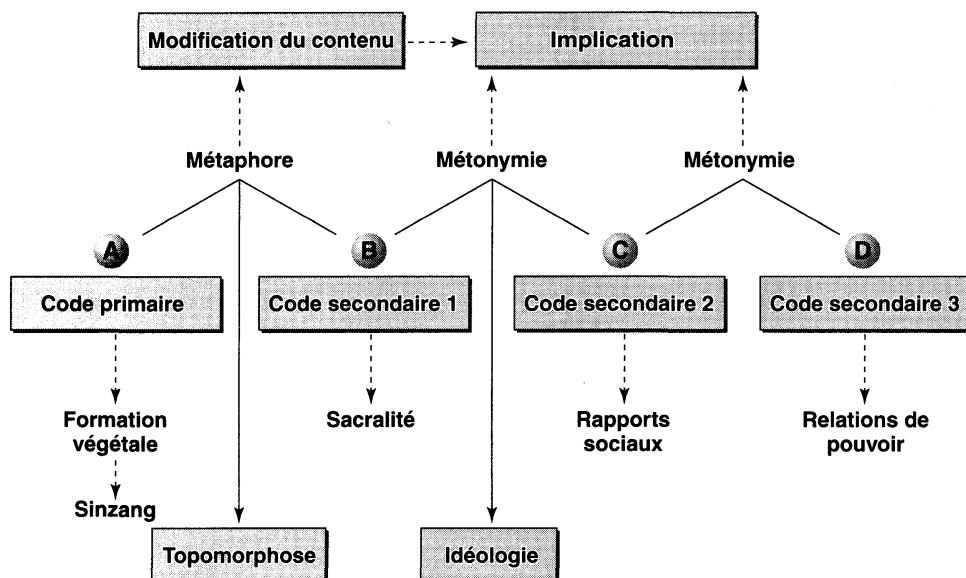 Modification du contenu
Implication
Métaphore
Métonymie
Métonymie
A
B
C
D
Code primaire
Code secondaire 1
Code secondaire 2
Code secondaire 3
Formation
végétale
Sacralité
Rapports
sociaux
Relations de
pouvoir
Sinzang
Topomorphose
Idéologie